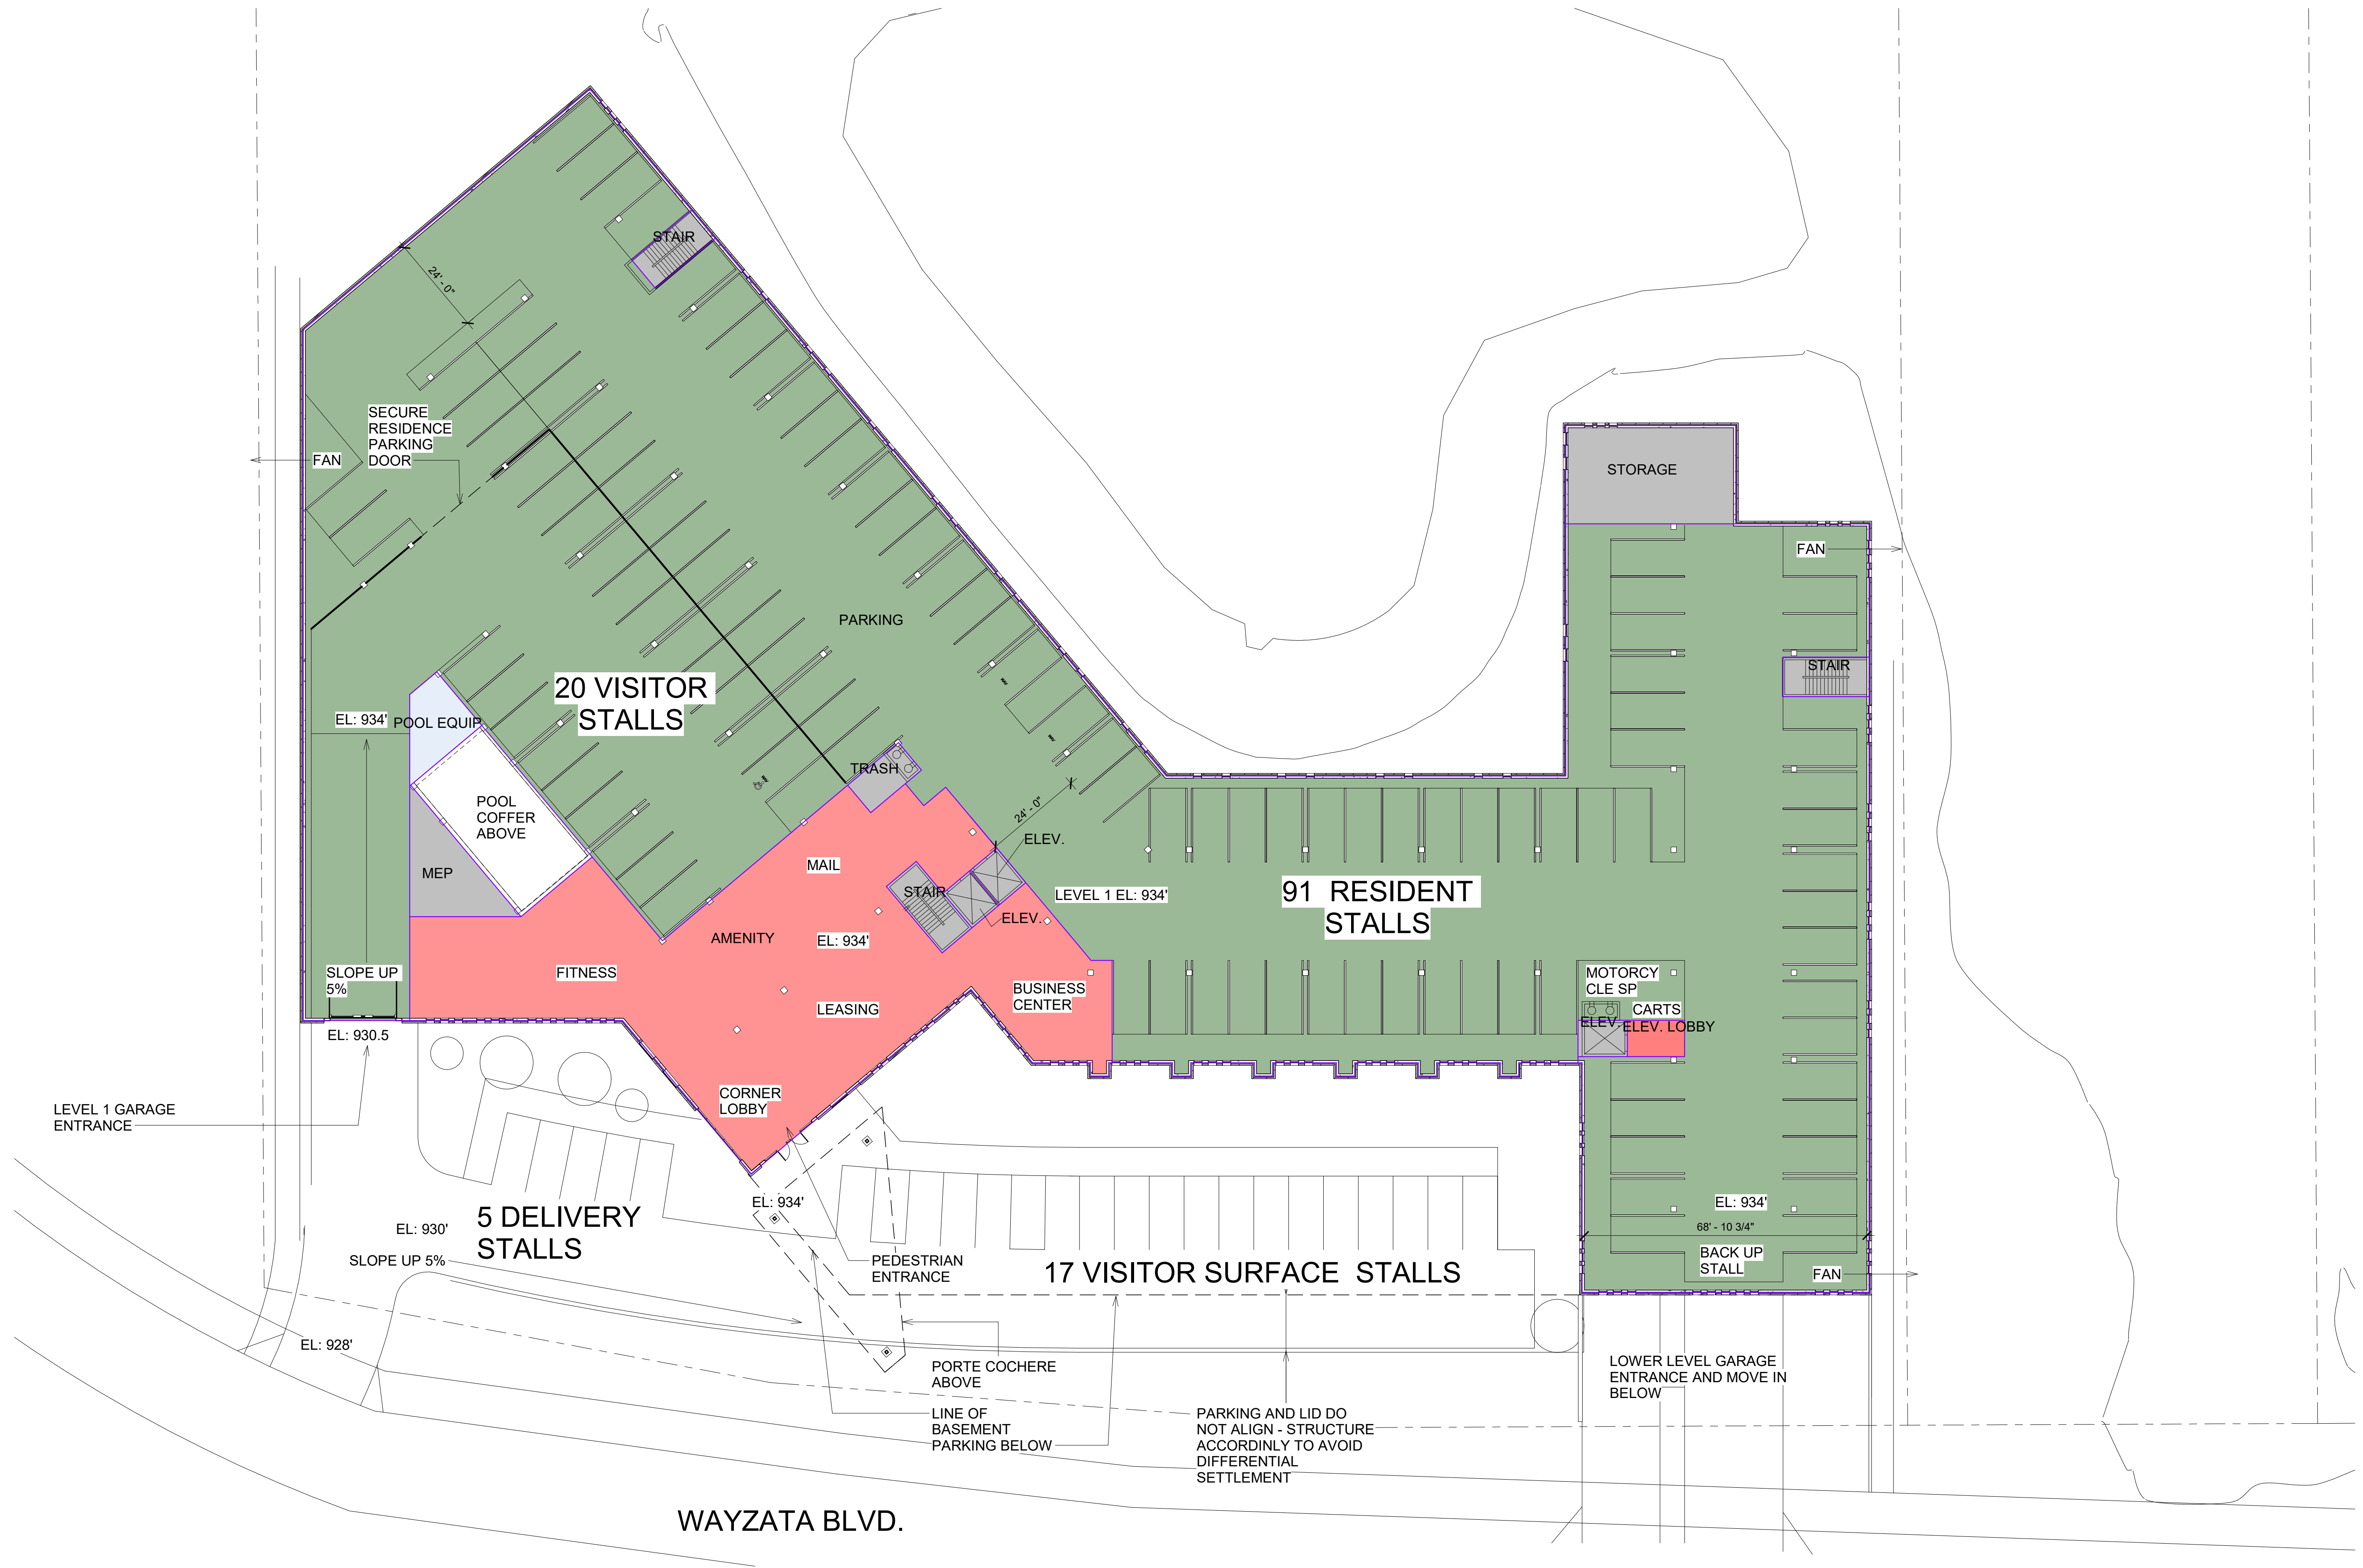 STAIR
24' - 0"
SECURE
RESIDENCE
PARKING
DOOR
FAN
STORAGE
FAN
PARKING
STAIR
20 VISITOR
STALLS
EL: 934'
POOL EQUIP
TRASH
POOL
COFFER
ABOVE
24' - 0"
ELEV.
MAIL
MEP
STAIR
LEVEL 1 EL: 934'
91 RESIDENT
STALLS
ELEV.
AMENITY
EL: 934'
SLOPE UP
5%
FITNESS
BUSINESS
CENTER
MOTORCY
CLE SP
LEASING
CARTS
ELEV.
ELEV. LOBBY
EL: 930.5
CORNER
LOBBY
LEVEL 1 GARAGE
ENTRANCE
EL: 934'
EL: 934'
5 DELIVERY
STALLS
EL: 930'
68' - 10 3/4"
SLOPE UP 5%
PEDESTRIAN
ENTRANCE
17 VISITOR SURFACE STALLS
BACK UP
STALL
FAN
EL: 928'
PORTE COCHERE
ABOVE
LOWER LEVEL GARAGE
ENTRANCE AND MOVE IN
BELOW
LINE OF
BASEMENT
PARKING BELOW
PARKING AND LID DO
NOT ALIGN - STRUCTURE
ACCORDINLY TO AVOID
DIFFERENTIAL
SETTLEMENT
WAYZATA BLVD.